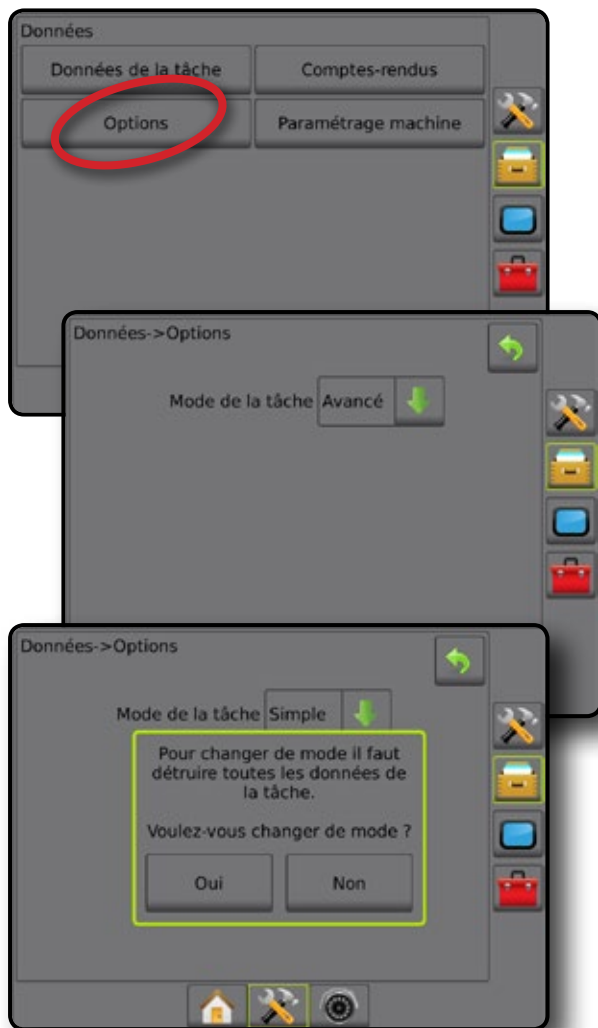 Données
Données de la tâche
Comptes-rendus
Options
Paramétrage machine
Données->Options
Mode de la tâche Avancé
Données->Options
Mode de la tâche Simple
Pour changer de mode il faut
détruire toutes les données de
la tâche.
Voulez-vous changer de mode ?
Oui
Non